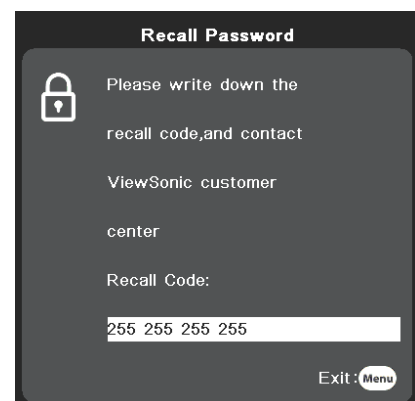 Recall Password
Please write down the
recall code,and contact
ViewSonic customer
center
Recall Code:
255 255 255 255
Exit:Menu